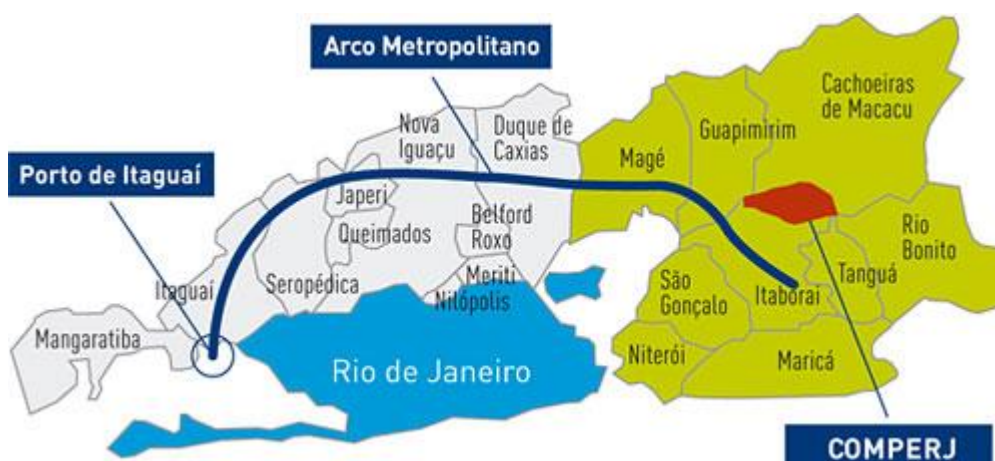 Arco Metropolitano
Cachoeiras
de Macacu
Nova
Iguaçu
Duque de
Caxias
Guapimirim
Magé
Porto de Itaguaí
Japeri
Belford
Roxo
Queimados
Rio
Bonito
Meriti
Nilópolis
São
Gonçalo
Tanguá
Itaguaí
Seropédica
Itaboraí
Mangaratiba
Rio de Janeiro
Niterói
Maricá
COMPERJ